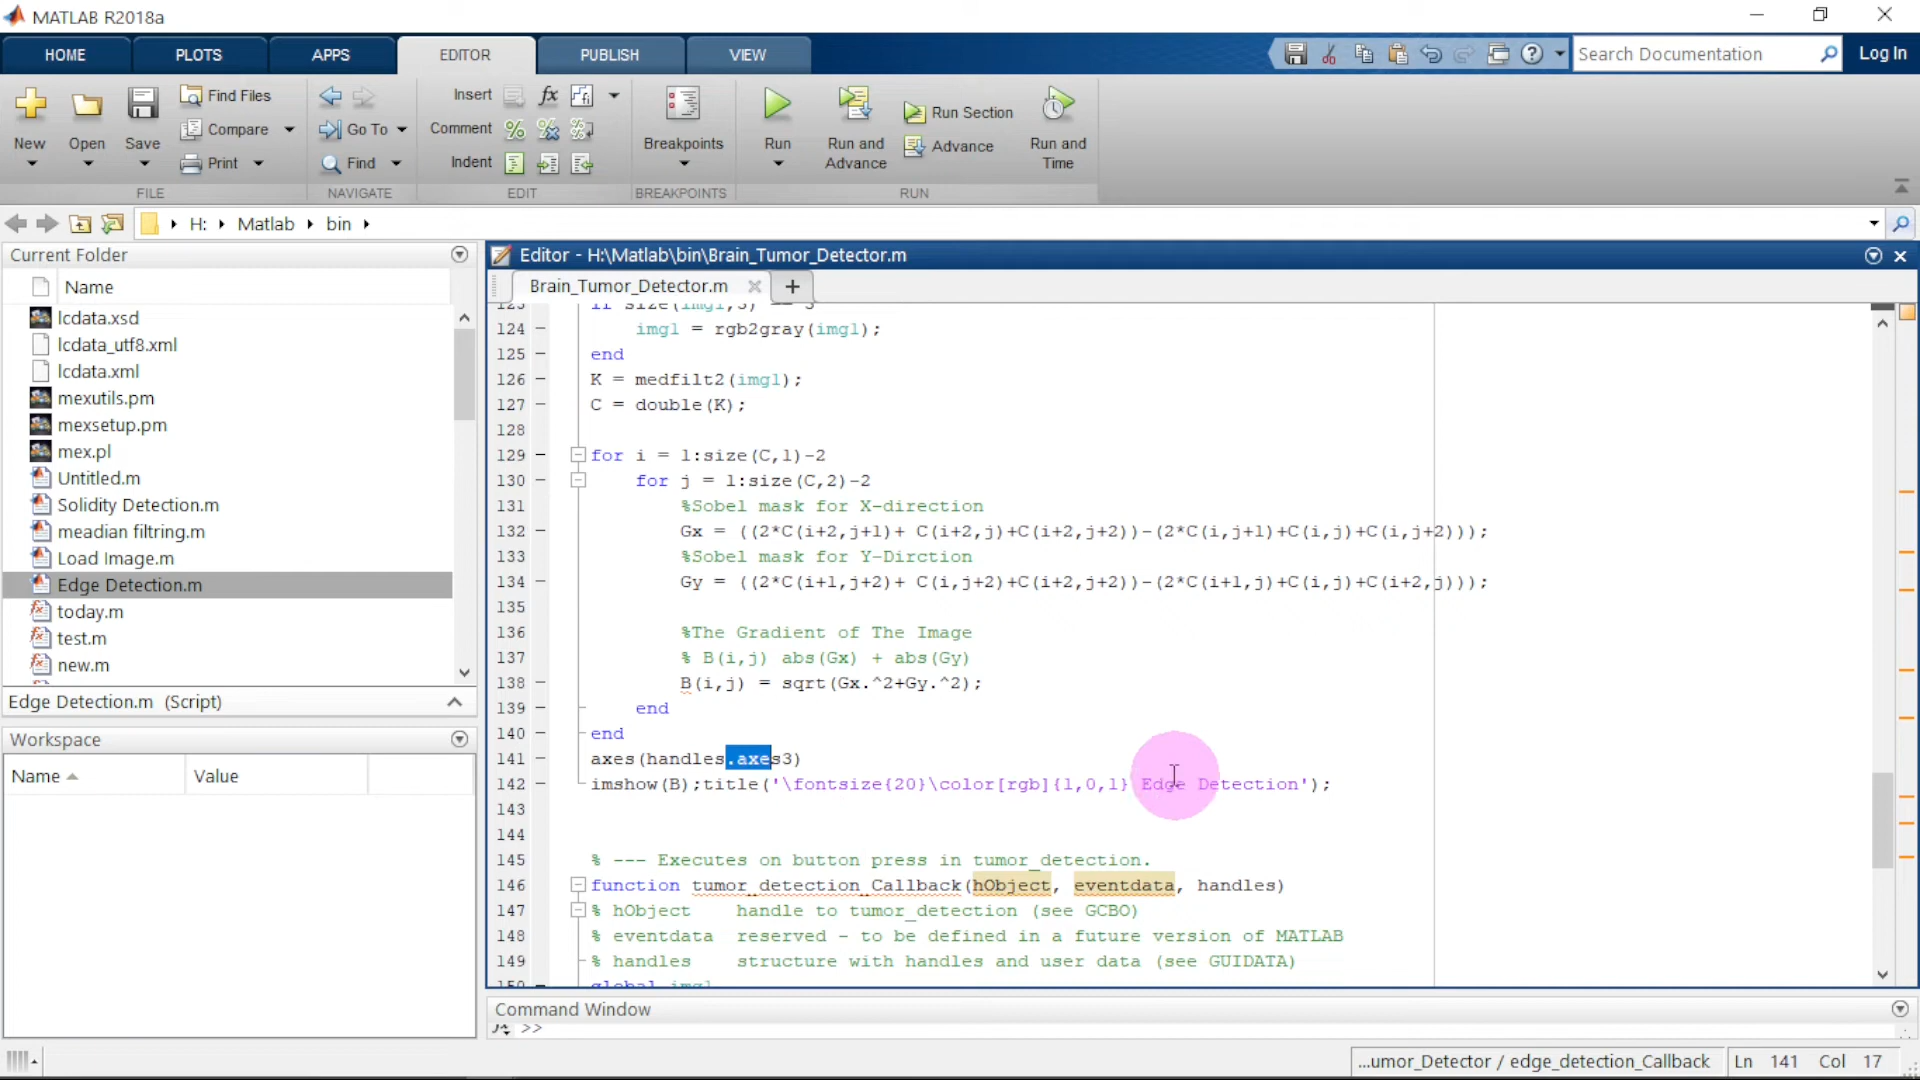 MATLAB R2018a
HOME PLOTS APPS EDITOR PUBLISH VIEW
Search Documentation
Log In
New Open Save
Find Files
Compare
Print
FILE
Go To
Find
NAVIGATE
Insert fx
Comment
Indent
EDIT
Breakpoints
BREAKPOINTS
Run
Run and Advance
Run Section
Advance
Run and Time
RUN
H: Matlab bin
Current Folder
Name
lcdata.xsd
lcdata_utf8.xml
lcdata.xml
mexutils.pm
mexsetup.pm
mex.pl
Untitled.m
Solidity Detection.m
meadian filtring.m
Load Image.m
Edge Detection.m
today.m
test.m
new.m
Edge Detection.m (Script)
Workspace
Name Value
Editor - H:\Matlab\bin\Brain_Tumor_Detector.m
Brain_Tumor_Detector.m
123 if size(img1,3) == 3
124 img1 = rgb2gray(img1);
125 end
126 K = medfilt2(img1);
127 C = double(K);
128
129 for i = 1:size(C,1)-2
130 for j = 1:size(C,2)-2
131 %Sobel mask for X-direction
132 Gx = ((2*C(i+2,j+1)+ C(i+2,j)+C(i+2,j+2))-(2*C(i,j+1)+C(i,j)+C(i,j+2)));
133 %Sobel mask for Y-Dirction
134 Gy = ((2*C(i+1,j+2)+ C(i,j+2)+C(i+2,j+2))-(2*C(i+1,j)+C(i,j)+C(i+2,j)));
135
136 %The Gradient of The Image
137 % B(i,j) abs(Gx) + abs(Gy)
138 B(i,j) = sqrt(Gx.^2+Gy.^2);
139 end
140 end
141 axes(handles.axes3)
142 imshow(B);title('\fontsize{20}\color[rgb]{1,0,1} Edge Detection');
143
144
145 % --- Executes on button press in tumor_detection.
146 function tumor_detection_Callback(hObject, eventdata, handles)
147 % hObject handle to tumor_detection (see GCBO)
148 % eventdata reserved - to be defined in a future version of MATLAB
149 % handles structure with handles and user data (see GUIDATA)
150 global img1
Command Window
>>
...umor_Detector / edge_detection_Callback Ln 141 Col 17